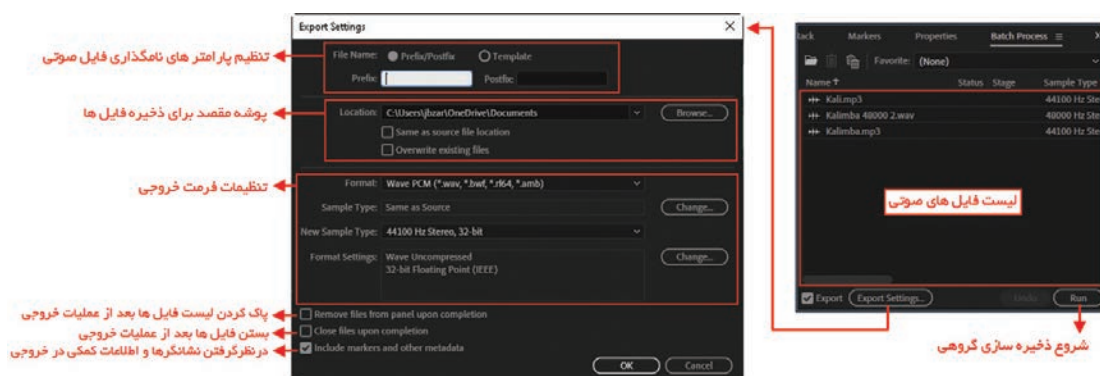 Export Settings
تنظیم پارامتر های نامگذاری فایل صوتی
File Name: Prefix/Postfix Template
Prefix: Postfix:
پوشه مقصد برای ذخیره فایل ها
Location: C:\Users\jbzar\OneDrive\Documents Browse...
Same as source file location
Overwrite existing files
تنظیمات فرمت خروجی
Format: Wave PCM (*.wav, *.bwf, *.rf64, *.amb)
Sample Type: Same as Source Change...
New Sample Type: 44100 Hz Stereo, 32-bit
Format Settings: Wave Uncompressed Change...
32-bit Floating Point (IEEE)
پاک کردن لیست فایل ها بعد از عملیات خروجی
Remove files from panel upon completion
بستن فایل ها بعد از عملیات خروجی
Close files upon completion
درنظرگرفتن نشانگرها و اطلاعات کمکی در خروجی
Include markers and other metadata
OK Cancel
tack Markers Properties Batch Process
Favorite: (None)
Name Status Stage Sample Type
Kali.mp3 44100 Hz Ste
Kalimba 48000 2.wav 48000 Hz Ste
Kalimba.mp3 44100 Hz Ste
لیست فایل های صوتی
Export Export Settings... Undo Run
شروع ذخیره سازی گروهی